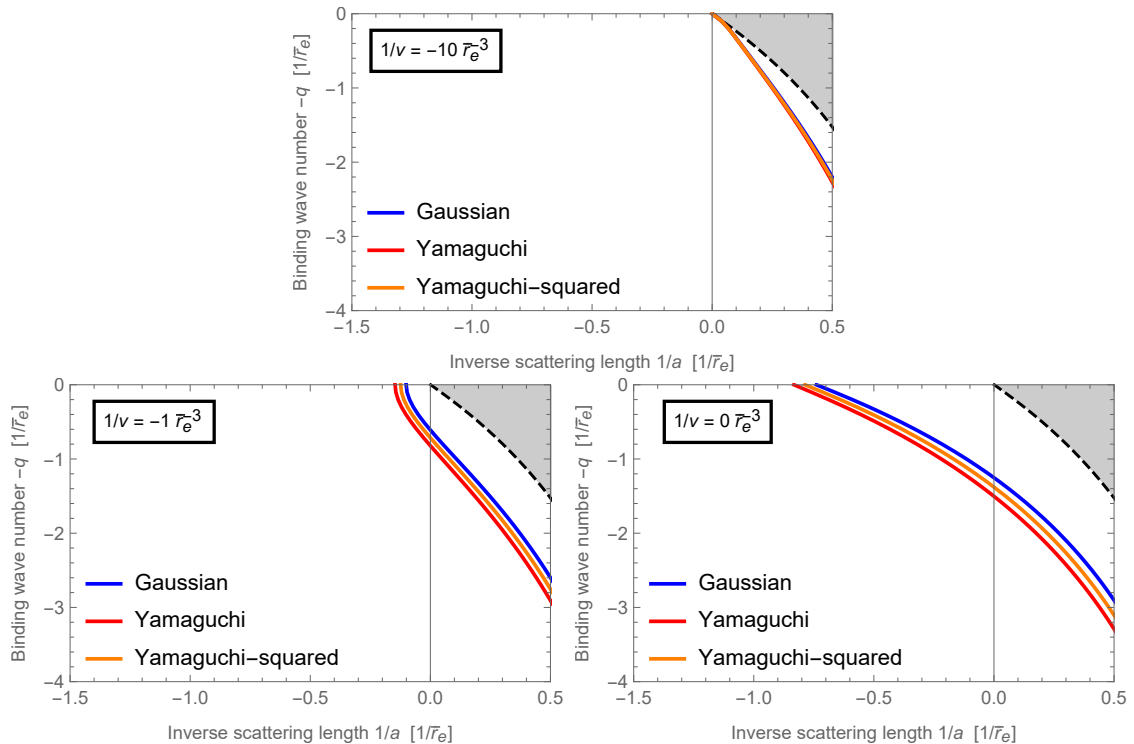 1/v = −10 r̄ₑ⁻³
Binding wave number −q [1/r̄ₑ]
0
−1
−2
−3
−4
Gaussian
Yamaguchi
Yamaguchi−squared
−1.5 −1.0 −0.5 0.0 0.5
Inverse scattering length 1/a [1/r̄ₑ]
1/v = −1 r̄ₑ⁻³
Binding wave number −q [1/r̄ₑ]
0
−1
−2
−3
−4
Gaussian
Yamaguchi
Yamaguchi−squared
−1.5 −1.0 −0.5 0.0 0.5
Inverse scattering length 1/a [1/r̄ₑ]
1/v = 0 r̄ₑ⁻³
Binding wave number −q [1/r̄ₑ]
0
−1
−2
−3
−4
Gaussian
Yamaguchi
Yamaguchi−squared
−1.5 −1.0 −0.5 0.0 0.5
Inverse scattering length 1/a [1/r̄ₑ]